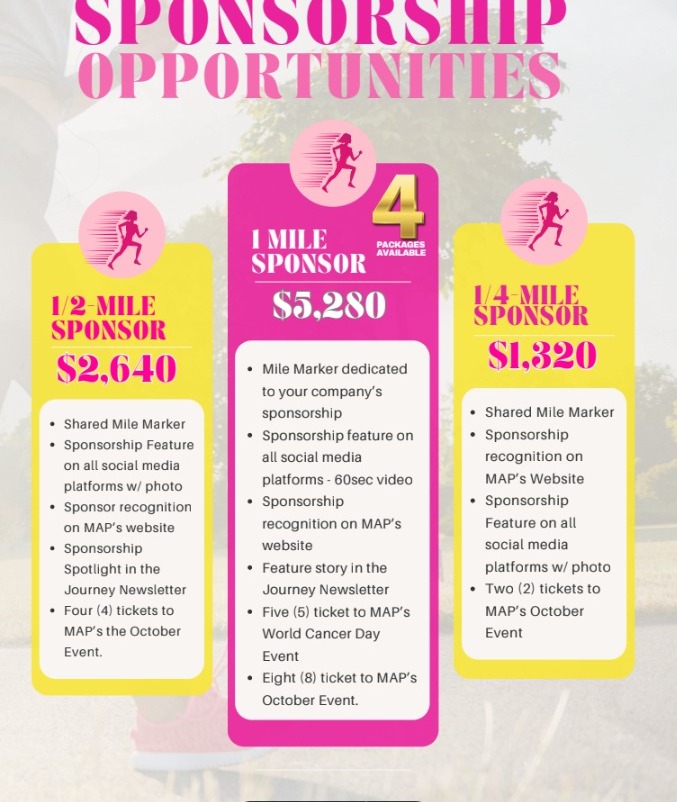 SPONSORSHIP
OPPORTUNITIES
1/2-MILE
SPONSOR
$2,640
• Shared Mile Marker
• Sponsorship Feature
on all social media
platforms w/ photo
• Sponsor recognition
on MAP's website
• Sponsorship
Spotlight in the
Journey Newsletter
• Four (4) tickets to
MAP's the October
Event.
4
PACKAGES
AVAILABLE
1 MILE
SPONSOR
$5,280
• Mile Marker dedicated
to your company's
sponsorship
• Sponsorship feature on
all social media
platforms - 60sec video
• Sponsorship
recognition on MAP's
website
• Feature story in the
Journey Newsletter
• Five (5) ticket to MAP's
World Cancer Day
Event
• Eight (8) ticket to MAP's
October Event.
1/4-MILE
SPONSOR
$1,320
• Shared Mile Marker
• Sponsorship
recognition on
MAP's Website
• Sponsorship
Feature on all
social media
platforms w/ photo
• Two (2) tickets to
MAP's October
Event